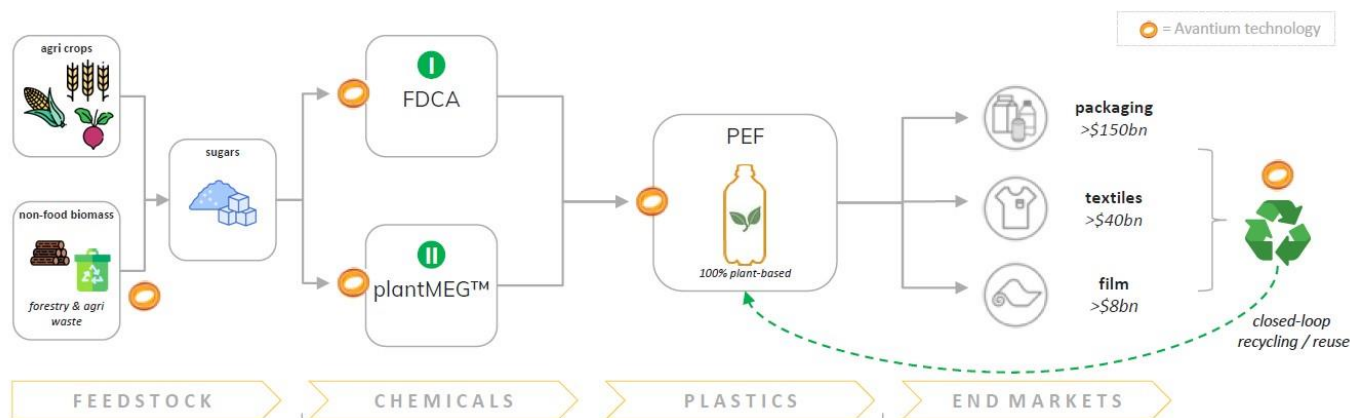 = Avantium technology
agri crops
non-food biomass
forestry & agri
waste
sugars
I
FDCA
II
plantMEG™
PEF
100% plant-based
packaging
>$150bn
textiles
>$40bn
film
>$8bn
closed-loop
recycling / reuse
FEEDSTOCK
CHEMICALS
PLASTICS
END MARKETS